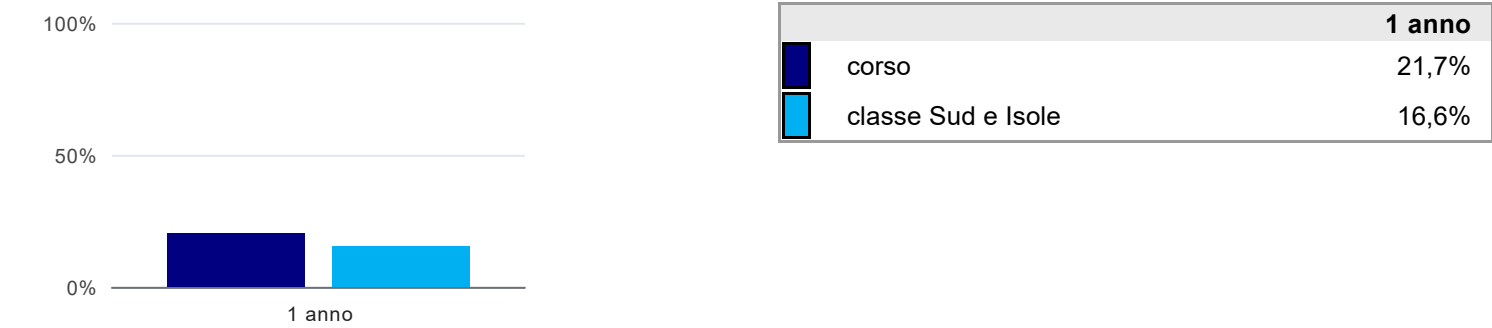 100%
50%
0%
1 anno
1 anno
corso 21,7%
classe Sud e Isole 16,6%